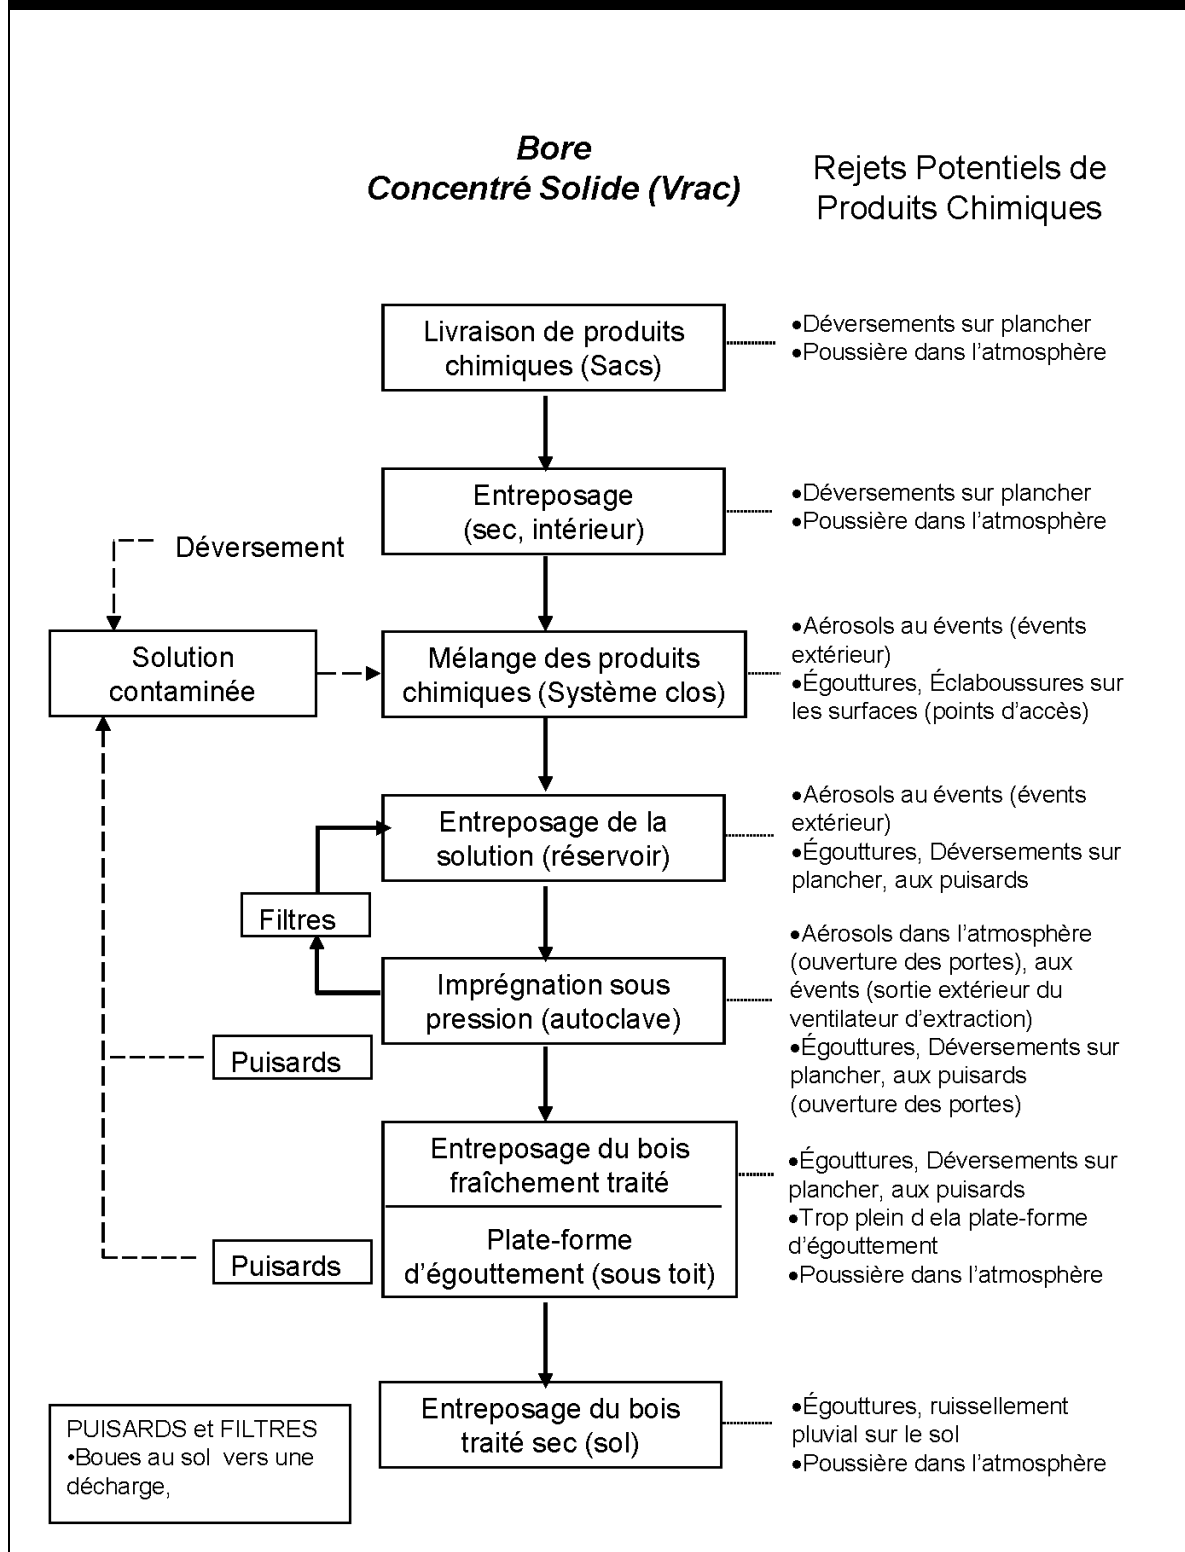 Bore
Concentré Solide (Vrac)
Rejets Potentiels de
Produits Chimiques
Livraison de produits
chimiques (Sacs)
•Déversements sur plancher
•Poussière dans l'atmosphère
Entreposage
(sec, intérieur)
•Déversements sur plancher
•Poussière dans l'atmosphère
Déversement
Solution
contaminée
Mélange des produits
chimiques (Système clos)
•Aérosols au évents (évents
extérieur)
•Égouttures, Éclaboussures sur
les surfaces (points d'accès)
Entreposage de la
solution (réservoir)
•Aérosols au évents (évents
extérieur)
•Égouttures, Déversements sur
plancher, aux puisards
Filtres
Imprégnation sous
pression (autoclave)
•Aérosols dans l'atmosphère
(ouverture des portes), aux
évents (sortie extérieur du
ventilateur d'extraction)
•Égouttures, Déversements sur
plancher, aux puisards
(ouverture des portes)
Puisards
Entreposage du bois
fraîchement traité
Plate-forme
d'égouttement (sous toit)
•Égouttures, Déversements sur
plancher, aux puisards
•Trop plein d ela plate-forme
d'égouttement
•Poussière dans l'atmosphère
Puisards
Entreposage du bois
traité sec (sol)
•Égouttures, ruissellement
pluvial sur le sol
•Poussière dans l'atmosphère
PUISARDS et FILTRES
•Boues au sol vers une
décharge,